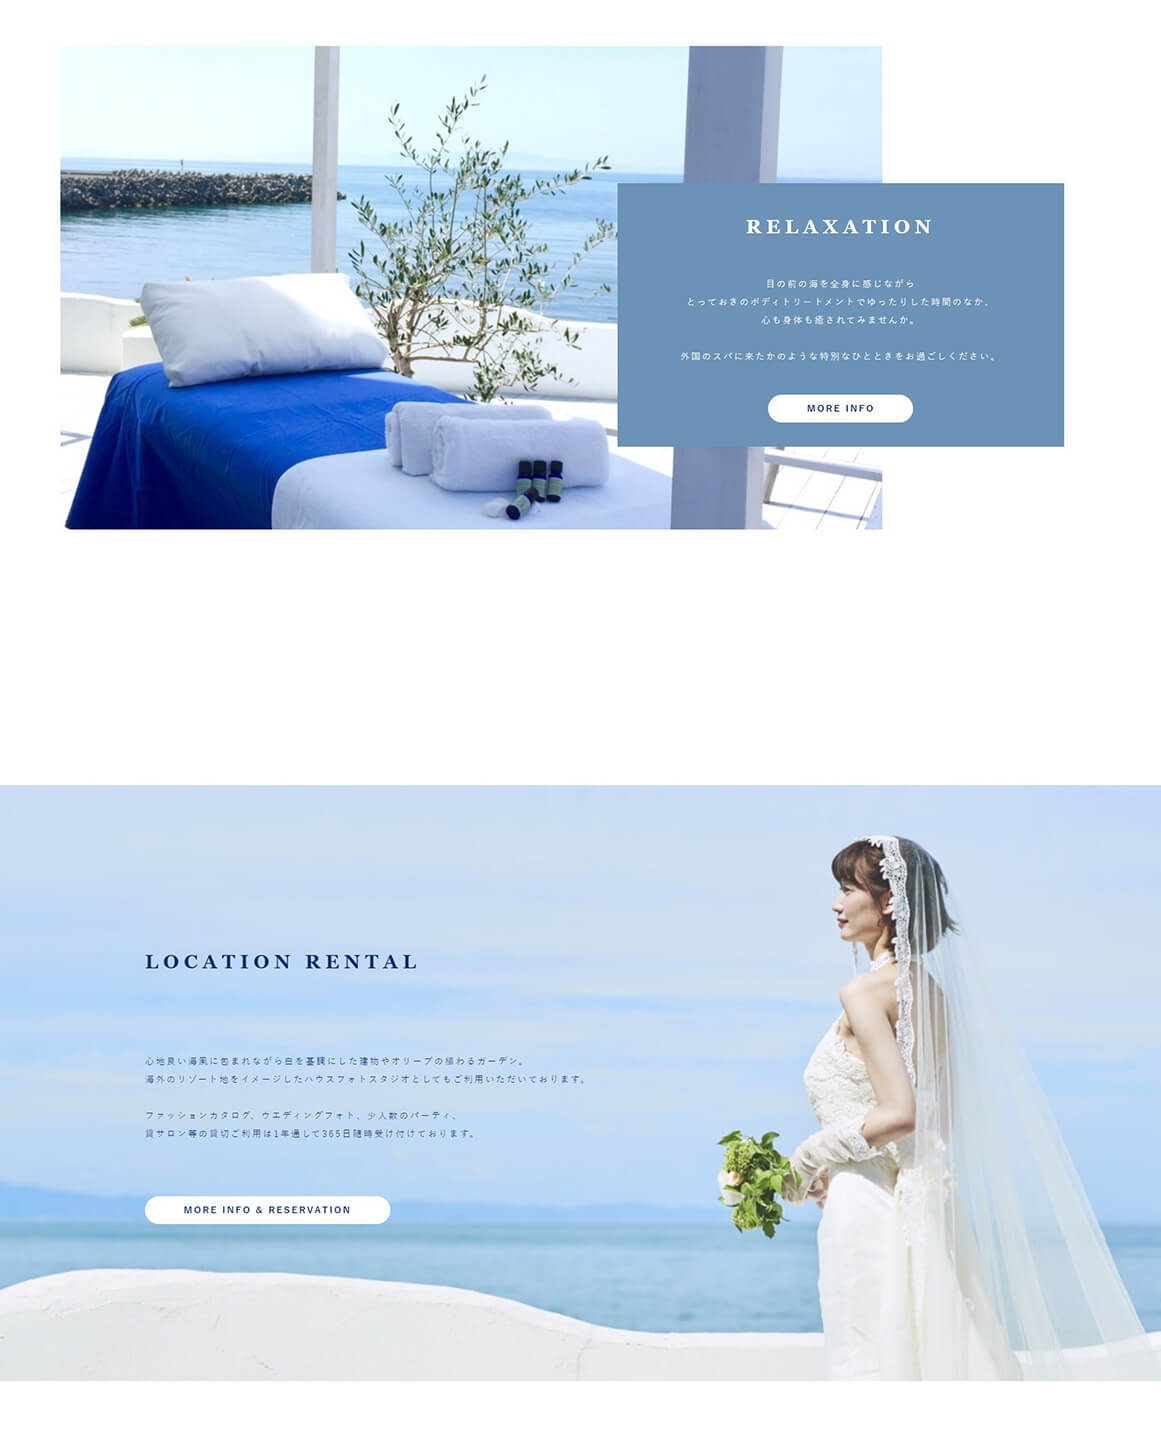 RELAXATION
目の前の海を全身に感じながら
とっておきのボディトリートメントでゆったりした時間のなか、
心も身体も癒されてみませんか。
外国のスパに来たかのような特別なひとときをお過ごしください。
MORE INFO
LOCATION RENTAL
心地良い海風に包まれながら白を基調にした建物やオリーブの植わるガーデン。
海外のリゾート地をイメージしたハウスフォトスタジオとしてもご利用いただいております。
ファッションカタログ、ウエディングフォト、少人数のパーティ、
貸サロン等の貸切ご利用は1年通して365日随時受け付けております。
MORE INFO & RESERVATION